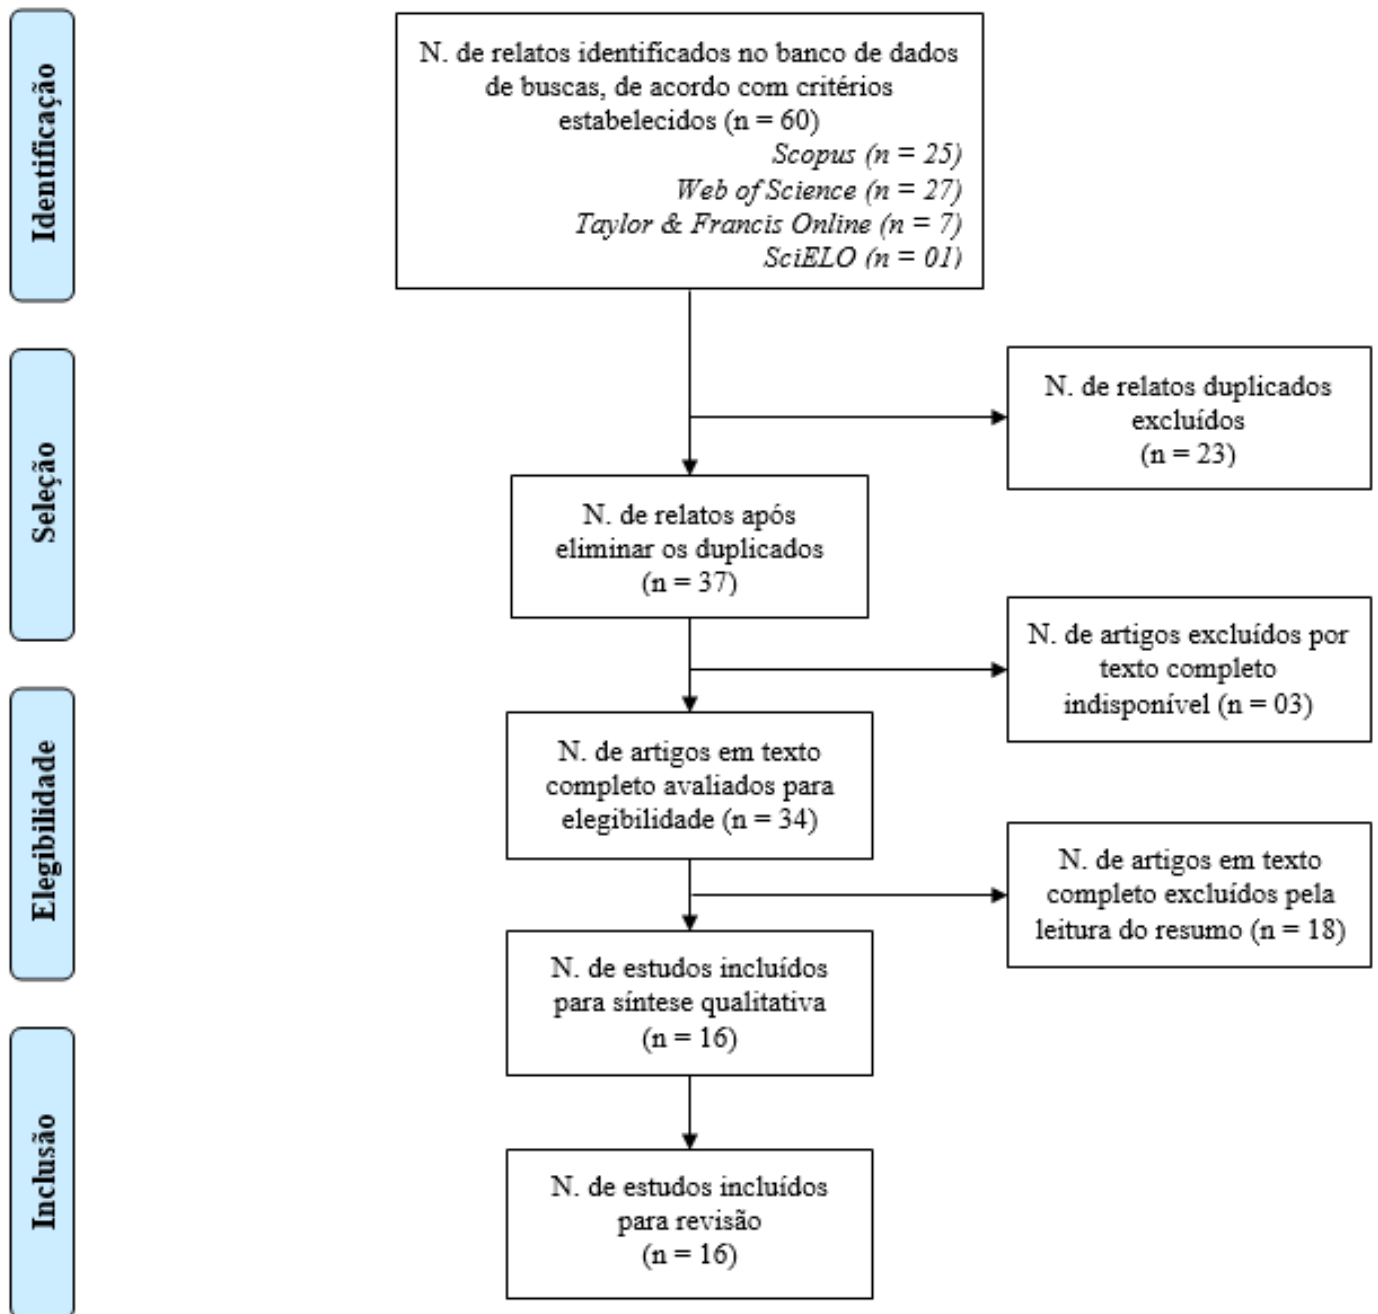 Identificação
N. de relatos identificados no banco de dados
de buscas, de acordo com critérios
estabelecidos (n = 60)
Scopus (n = 25)
Web of Science (n = 27)
Taylor & Francis Online (n = 7)
SciELO (n = 01)
Seleção
N. de relatos duplicados
excluídos
(n = 23)
N. de relatos após
eliminar os duplicados
(n = 37)
N. de artigos excluídos por
texto completo
indisponível (n = 03)
Elegibilidade
N. de artigos em texto
completo avaliados para
elegibilidade (n = 34)
N. de artigos em texto
completo excluídos pela
leitura do resumo (n = 18)
N. de estudos incluídos
para síntese qualitativa
(n = 16)
Inclusão
N. de estudos incluídos
para revisão
(n = 16)